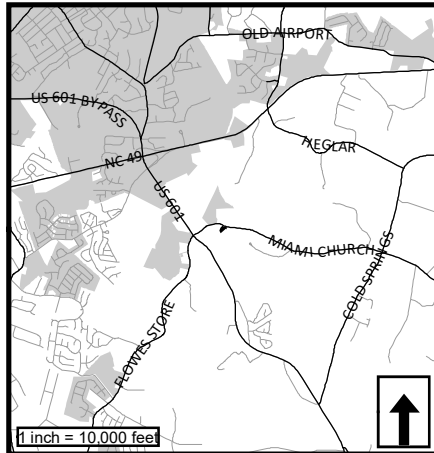 OLD AIRPORT
US 601 BYPASS
HEGLAR
NC 49
US 601
MIAMI CHURCH
COLD SPRINGS
FLOWES STORE
1 inch = 10,000 feet